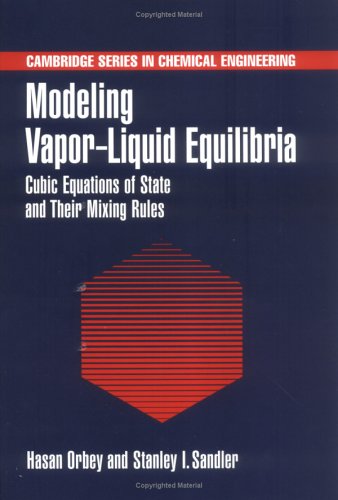 CAMBRIDGE SERIES IN CHEMICAL ENGINEERING
Modeling
Vapor–Liquid Equilibria
Cubic Equations of State
and Their Mixing Rules
Hasan Orbey and Stanley I. Sandler
Copyrighted Material
Copyrighted Material